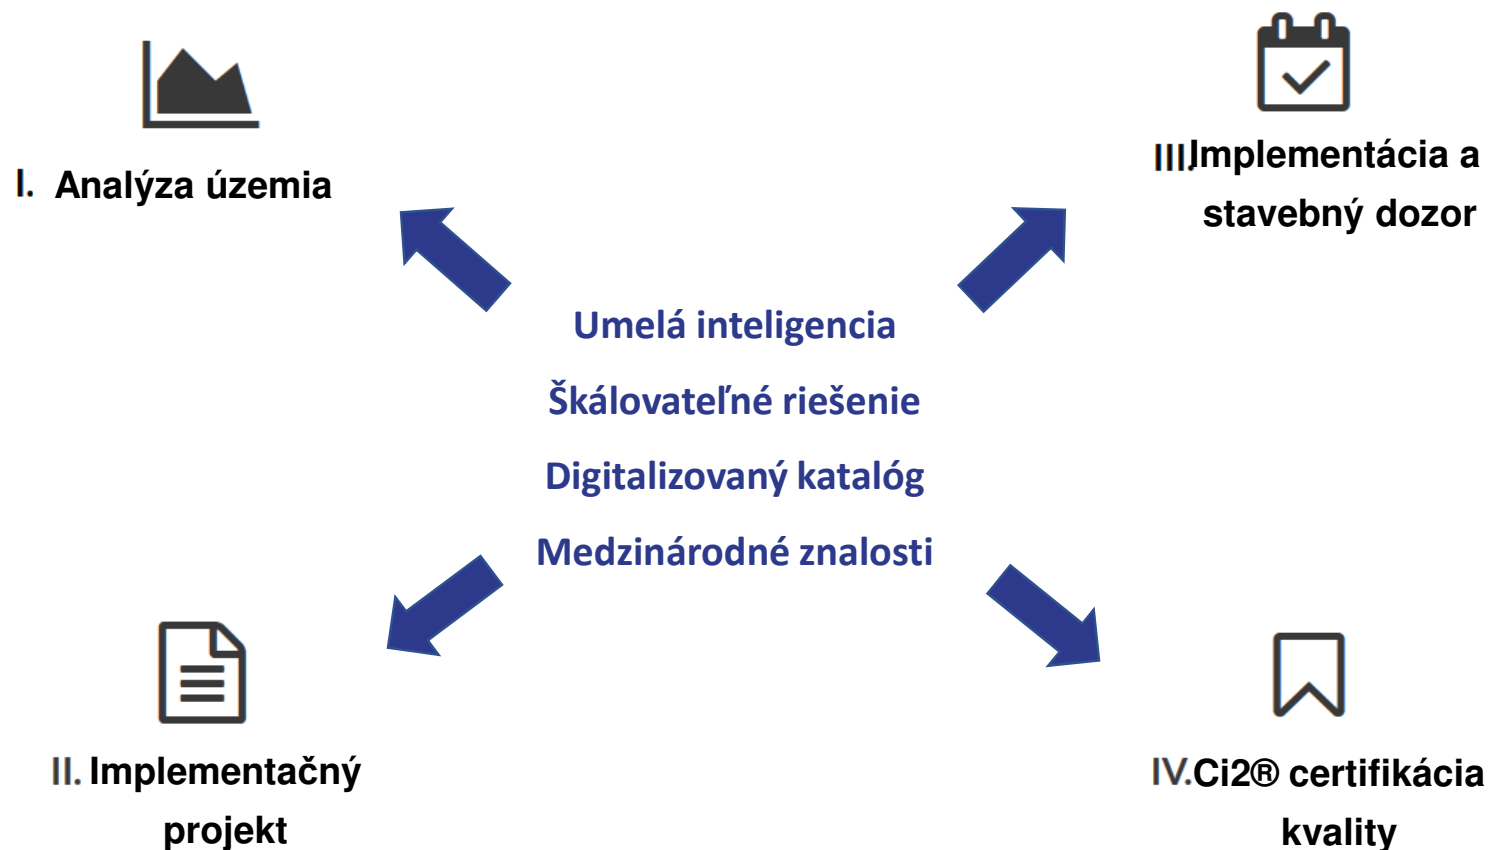 I. Analýza územia
III. Implementácia a
stavebný dozor
Umelá inteligencia
Škálovateľné riešenie
Digitalizovaný katalóg
Medzinárodné znalosti
II. Implementačný
projekt
IV. Ci2® certifikácia
kvality